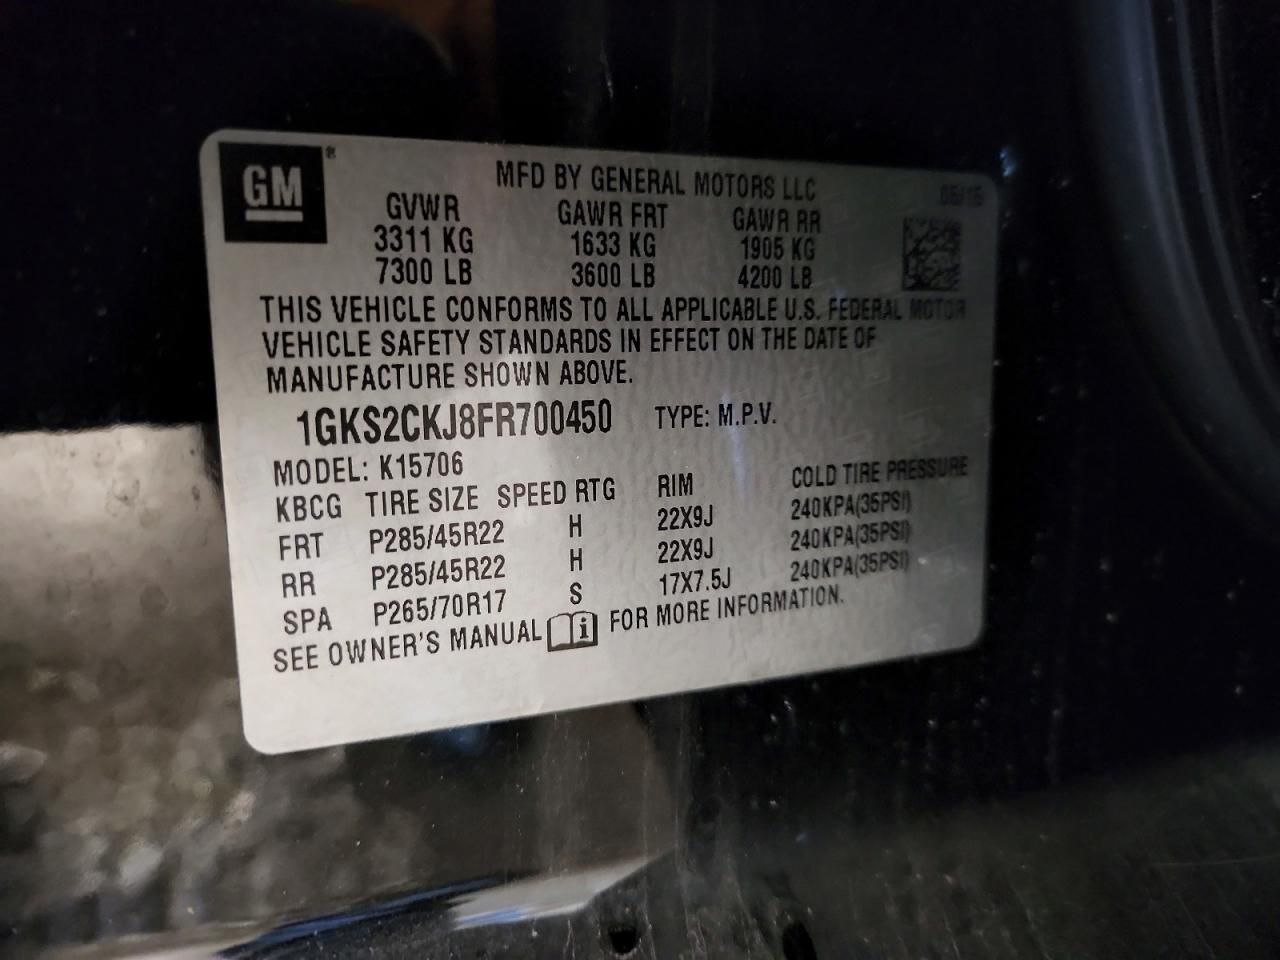 GM®
MFD BY GENERAL MOTORS LLC 05/15
GVWR GAWR FRT GAWR RR
3311 KG 1633 KG 1905 KG
7300 LB 3600 LB 4200 LB
THIS VEHICLE CONFORMS TO ALL APPLICABLE U.S. FEDERAL MOTOR
VEHICLE SAFETY STANDARDS IN EFFECT ON THE DATE OF
MANUFACTURE SHOWN ABOVE.
1GKS2CKJ8FR700450 TYPE: M.P.V.
MODEL: K15706
KBCG TIRE SIZE SPEED RTG RIM COLD TIRE PRESSURE
FRT P285/45R22 H 22X9J 240KPA(35PSI)
RR P285/45R22 H 22X9J 240KPA(35PSI)
SPA P265/70R17 S 17X7.5J 240KPA(35PSI)
SEE OWNER'S MANUAL i FOR MORE INFORMATION.